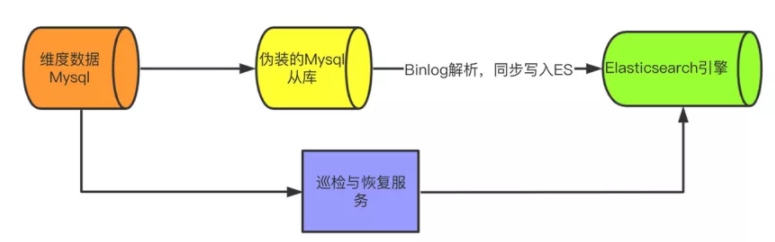 维度数据
Mysql
伪装的Mysql
从库
Binlog解析，同步写入ES
Elasticsearch引擎
巡检与恢复服
务